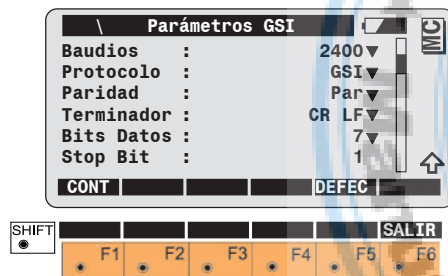 \ Parámetros GSI
MC
Baudios : 2400▼
Protocolo : GSI▼
Paridad : Par▼
Terminador : CR LF▼
Bits Datos : 7▼
Stop Bit : 1
CONT DEFEC
SHIFT SALIR
F1 F2 F3 F4 F5 F6